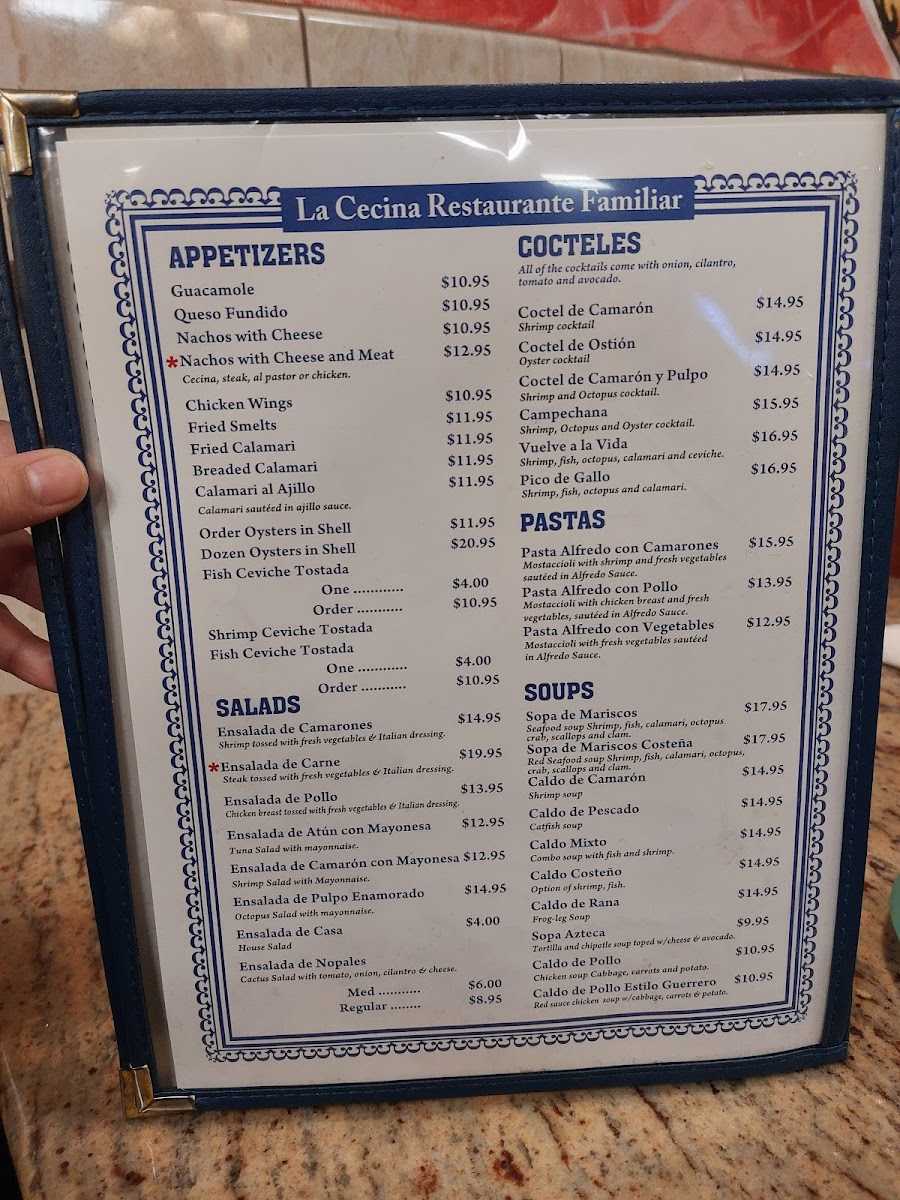 La Cecina Restaurante Familiar
APPETIZERS
Guacamole $10.95
Queso Fundido $10.95
Nachos with Cheese $10.95
*Nachos with Cheese and Meat $12.95
Cecina, steak, al pastor or chicken.
Chicken Wings $10.95
Fried Smelts $11.95
Fried Calamari $11.95
Breaded Calamari $11.95
Calamari al Ajillo $11.95
Calamari sautéed in ajillo sauce.
Order Oysters in Shell $11.95
Dozen Oysters in Shell $20.95
Fish Ceviche Tostada
One ............ $4.00
Order ........... $10.95
Shrimp Ceviche Tostada
Fish Ceviche Tostada
One ............ $4.00
Order ........... $10.95
SALADS
Ensalada de Camarones $14.95
Shrimp tossed with fresh vegetables & Italian dressing.
*Ensalada de Carne $19.95
Steak tossed with fresh vegetables & Italian dressing.
Ensalada de Pollo $13.95
Chicken breast tossed with fresh vegetables & Italian dressing.
Ensalada de Atún con Mayonesa $12.95
Tuna Salad with mayonnaise.
Ensalada de Camarón con Mayonesa $12.95
Shrimp Salad with Mayonnaise.
Ensalada de Pulpo Enamorado $14.95
Octopus Salad with mayonnaise.
Ensalada de Casa $4.00
House Salad
Ensalada de Nopales
Cactus Salad with tomato, onion, cilantro & cheese.
Med ........... $6.00
Regular ........ $8.95
COCTELES
All of the cocktails come with onion, cilantro,
tomato and avocado.
Coctel de Camarón $14.95
Shrimp cocktail
Coctel de Ostión $14.95
Oyster cocktail
Coctel de Camarón y Pulpo $14.95
Shrimp and Octopus cocktail.
Campechana $15.95
Shrimp, Octopus and Oyster cocktail.
Vuelve a la Vida $16.95
Shrimp, fish, octopus, calamari and ceviche.
Pico de Gallo $16.95
Shrimp, fish, octopus and calamari.
PASTAS
Pasta Alfredo con Camarones $15.95
Mostaccioli with shrimp and fresh vegetables
sautéed in Alfredo Sauce.
Pasta Alfredo con Pollo $13.95
Mostaccioli with chicken breast and fresh
vegetables, sautéed in Alfredo Sauce.
Pasta Alfredo con Vegetables $12.95
Mostaccioli with fresh vegetables sautéed
in Alfredo Sauce.
SOUPS
Sopa de Mariscos $17.95
Seafood soup Shrimp, fish, calamari, octopus
crab, scallops and clam.
Sopa de Mariscos Costeña $17.95
Red Seafood soup Shrimp, fish, calamari, octopus,
crab, scallops and clam.
Caldo de Camarón $14.95
Shrimp soup
Caldo de Pescado $14.95
Catfish soup
Caldo Mixto $14.95
Combo soup with fish and shrimp.
Caldo Costeño $14.95
Option of shrimp, fish.
Caldo de Rana $14.95
Frog-leg Soup
Sopa Azteca $9.95
Tortilla and chipotle soup toped w/cheese & avocado.
Caldo de Pollo $10.95
Chicken soup Cabbage, carrots and potato.
Caldo de Pollo Estilo Guerrero $10.95
Red sauce chicken soup w/cabbage, carrots & potato.